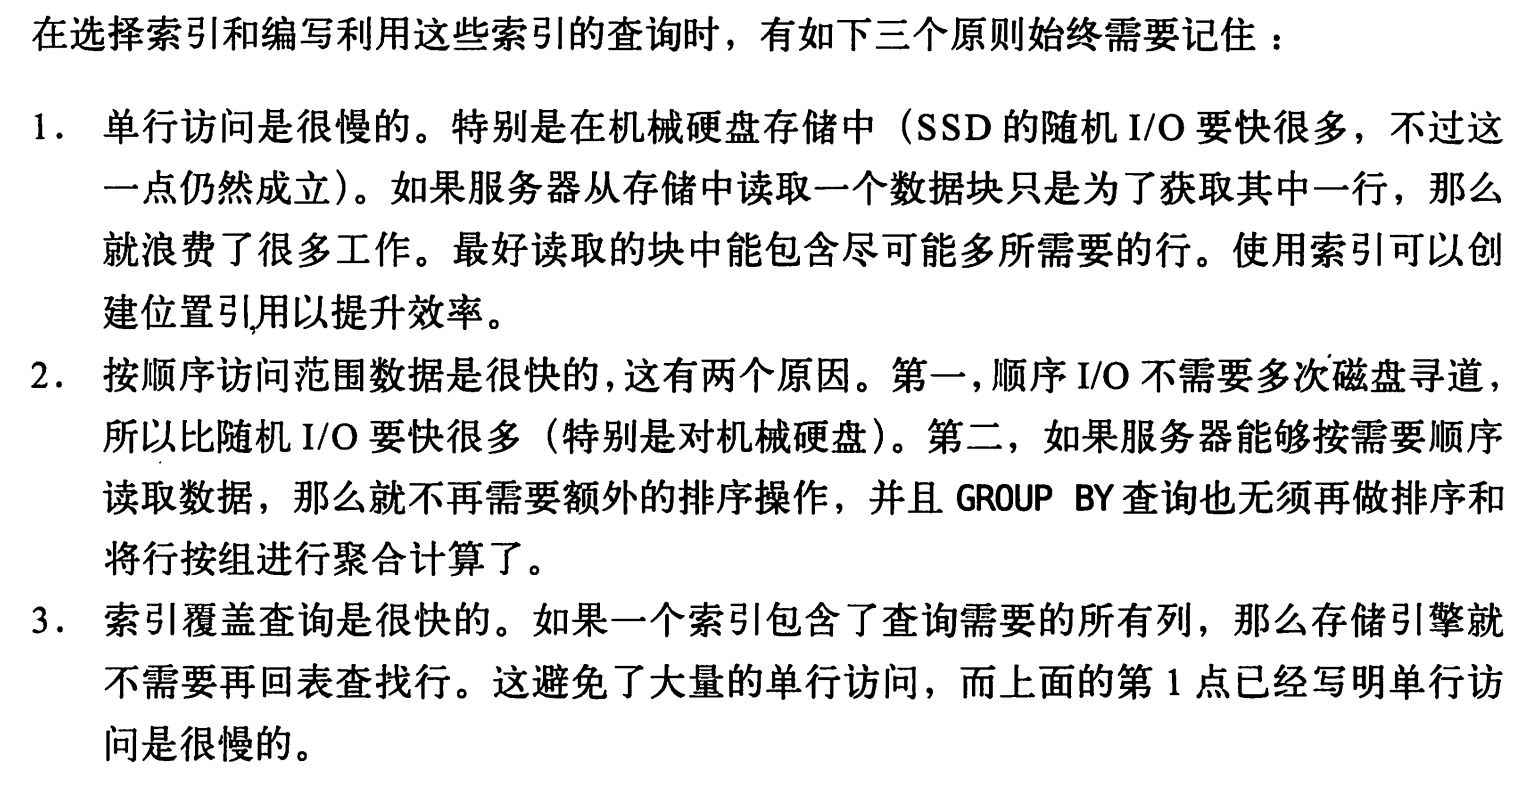 在选择索引和编写利用这些索引的查询时，有如下三个原则始终需要记住：
1. 单行访问是很慢的。特别是在机械硬盘存储中（SSD 的随机 I/O 要快很多，不过这
一点仍然成立）。如果服务器从存储中读取一个数据块只是为了获取其中一行，那么
就浪费了很多工作。最好读取的块中能包含尽可能多所需要的行。使用索引可以创
建位置引用以提升效率。
2. 按顺序访问范围数据是很快的，这有两个原因。第一，顺序 I/O 不需要多次磁盘寻道，
所以比随机 I/O 要快很多（特别是对机械硬盘）。第二，如果服务器能够按需要顺序
读取数据，那么就不再需要额外的排序操作，并且 GROUP BY 查询也无须再做排序和
将行按组进行聚合计算了。
3. 索引覆盖查询是很快的。如果一个索引包含了查询需要的所有列，那么存储引擎就
不需要再回表查找行。这避免了大量的单行访问，而上面的第 1 点已经写明单行访
问是很慢的。